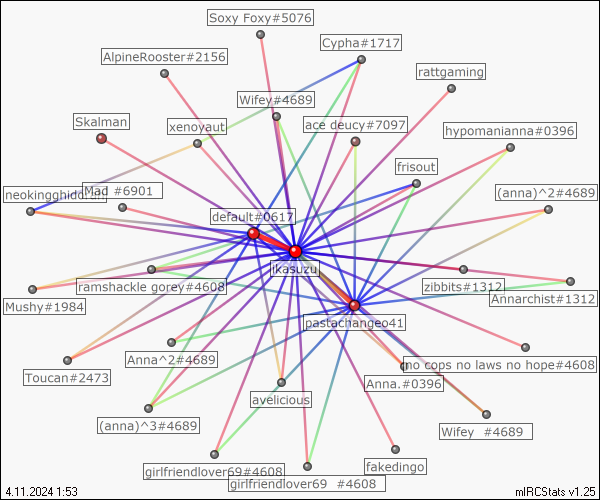 Soxy Foxy#5076
Cypha#1717
AlpineRooster#2156
rattgaming
Wifey#4689
Skalman
xenoyaut
ace deucy#7097
hypomanianna#0396
frisout
neokingghidorah
Mad #6901
(anna)^2#4689
default#0617
ikasuzu
ramshackle gorey#4608
zibbits#1312
Annarchist#1312
Mushy#1984
pastachangeo41
Anna^2#4689
no cops no laws no hope#4608
Toucan#2473
Anna.#0396
avelicious
(anna)^3#4689
Wifey #4689
girlfriendlover69#4608
fakedingo
girlfriendlover69 #4608
4.11.2024 1:53
mIRCStats v1.25